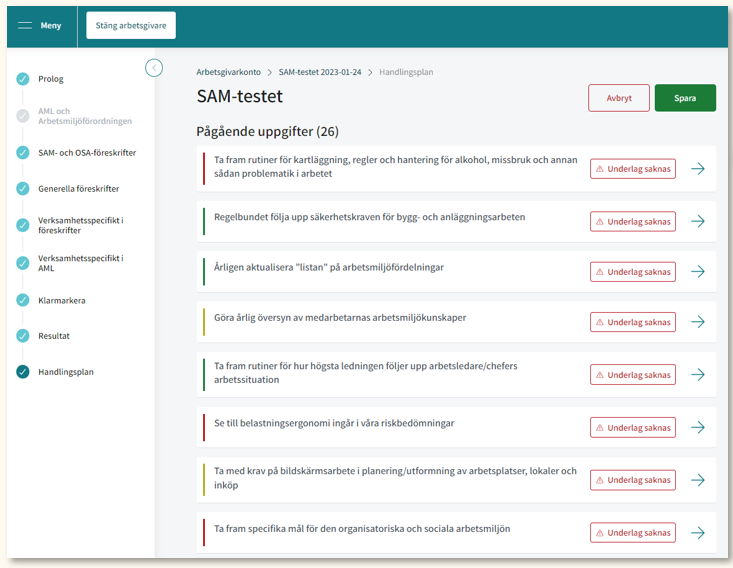 Meny
Stäng arbetsgivare
Prolog
AML och
Arbetsmiljöförordningen
SAM- och OSA-föreskrifter
Generella föreskrifter
Verksamhetsspecifikt i
föreskrifter
Verksamhetsspecifikt i
AML
Klarmarkera
Resultat
Handlingsplan
Arbetsgivarkonto > SAM-testet 2023-01-24 > Handlingsplan
SAM-testet
Avbryt
Spara
Pågående uppgifter (26)
Ta fram rutiner för kartläggning, regler och hantering för alkohol, missbruk och annan
sådan problematik i arbetet
Underlag saknas
Regelbundet följa upp säkerhetskraven för bygg- och anläggningsarbeten
Underlag saknas
Årligen aktualisera "listan" på arbetsmiljöfördelningar
Underlag saknas
Göra årlig översyn av medarbetarnas arbetsmiljökunskaper
Underlag saknas
Ta fram rutiner för hur högsta ledningen följer upp arbetsledare/chefers
arbetssituation
Underlag saknas
Se till belastningsergonomi ingår i våra riskbedömningar
Underlag saknas
Ta med krav på bildskärmsarbete i planering/utformning av arbetsplatser, lokaler och
inköp
Underlag saknas
Ta fram specifika mål för den organisatoriska och sociala arbetsmiljön
Underlag saknas